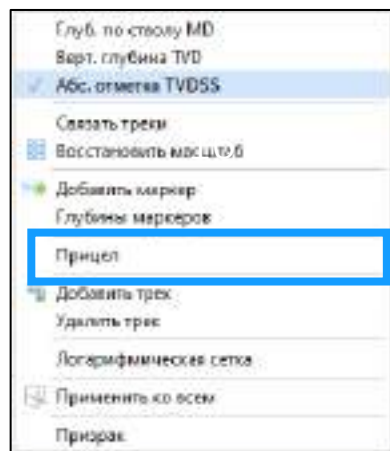 Глуб. по стволу MD
Верт. глубина TVD
Абс. отметка TVDSS
Связать треки
Восстановить масштаб
Добавить маркер
Глубины маркеров
Прицел
Добавить трек
Удалить трек
Логарифмическая сетка
Применить ко всем
Призрак